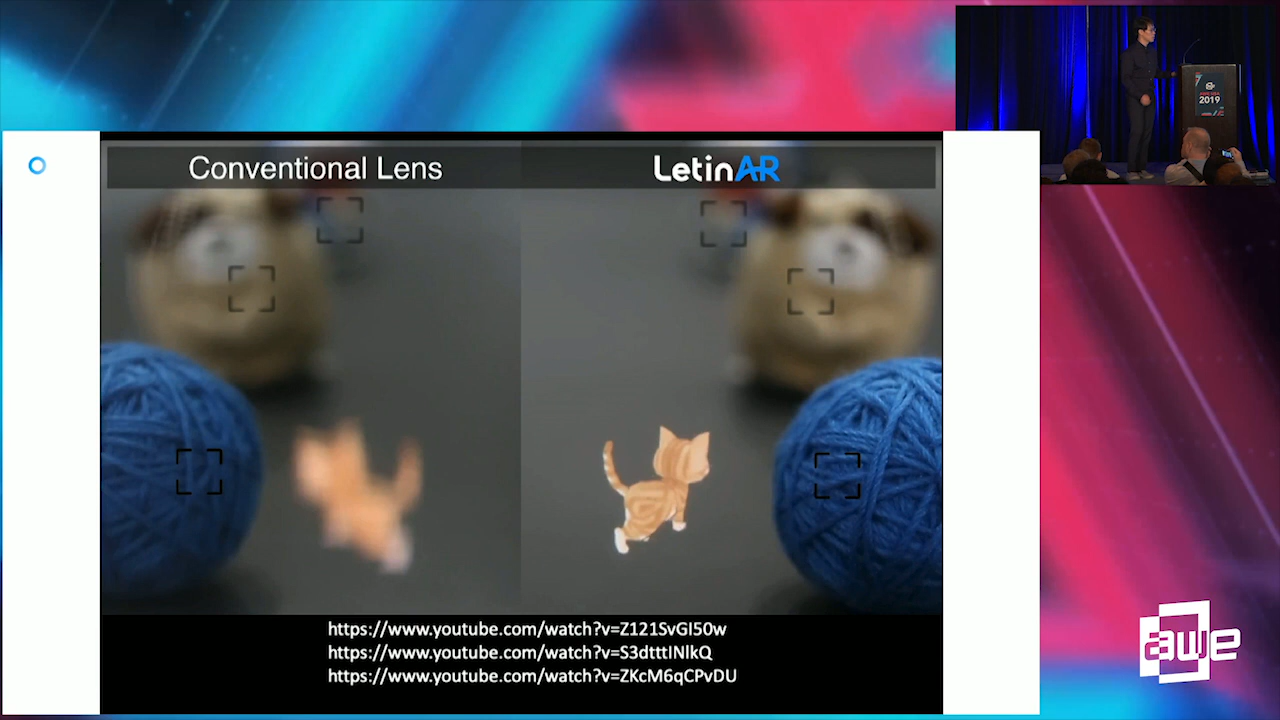 Conventional Lens
LetinAR
https://www.youtube.com/watch?v=Z121SvGI50w
https://www.youtube.com/watch?v=S3dtttINlkQ
https://www.youtube.com/watch?v=ZKcM6qCPvDU
2019
awe